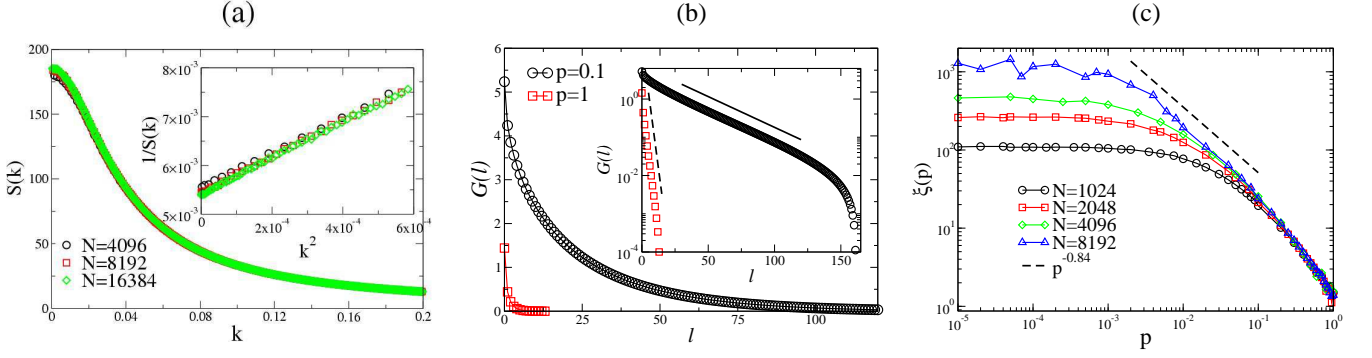 (a)
200
150
100
50
0
S(k)
0
0.04
0.08
0.12
0.16
0.2
k
N=4096
N=8192
N=16384
8×10⁻³
7×10⁻³
6×10⁻³
5×10⁻³
1/S(k)
0
2×10⁻⁴
4×10⁻⁴
6×10⁻⁴
k²
(b)
6
5
4
3
2
1
0
G(l)
0
25
50
75
100
l
p=0.1
p=1
10⁰
10⁻²
10⁻⁴
G(l)
50
100
150
l
(c)
10³
10²
10¹
10⁰
ξ(p)
10⁻⁵
10⁻⁴
10⁻³
10⁻²
10⁻¹
10⁰
p
N=1024
N=2048
N=4096
N=8192
p⁻⁰·⁸⁴